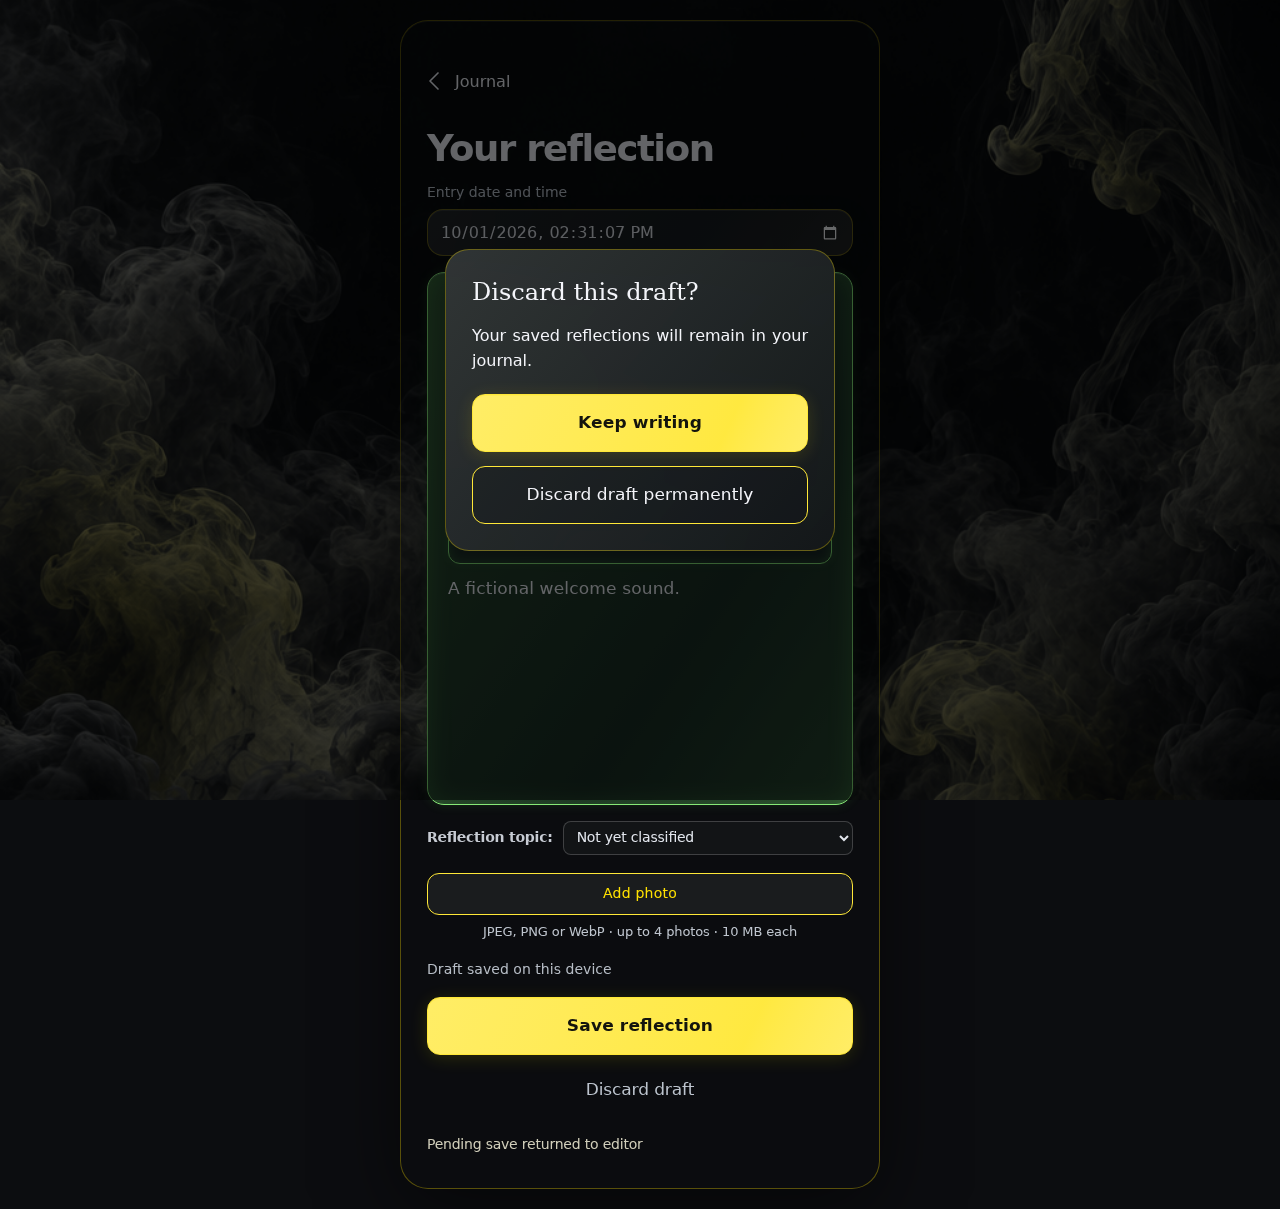 Journal
Your reflection
Entry date and time
10/01/2026, 02:31:07 PM
Discard this draft?
Your saved reflections will remain in your
journal.
Keep writing
Discard draft permanently
A fictional welcome sound.
Reflection topic: Not yet classified
Add photo
JPEG, PNG or WebP · up to 4 photos · 10 MB each
Draft saved on this device
Save reflection
Discard draft
Pending save returned to editor